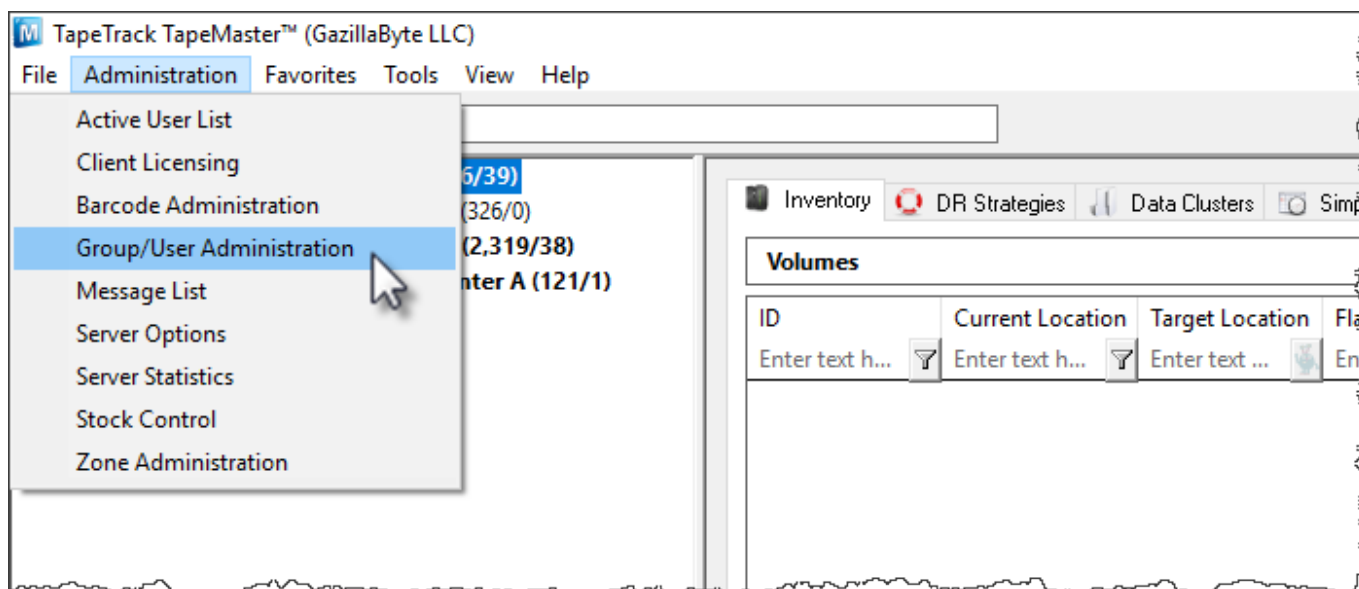 TapeTrack TapeMaster™ (GazillaByte LLC)
File Administration Favorites Tools View Help
Active User List
Client Licensing
Barcode Administration
Group/User Administration
Message List
Server Options
Server Statistics
Stock Control
Zone Administration
6/39)
(326/0)
(2,319/38)
nter A (121/1)
Inventory DR Strategies Data Clusters Simp
Volumes
ID Current Location Target Location Fla
Enter text h... Enter text h... Enter text ... En